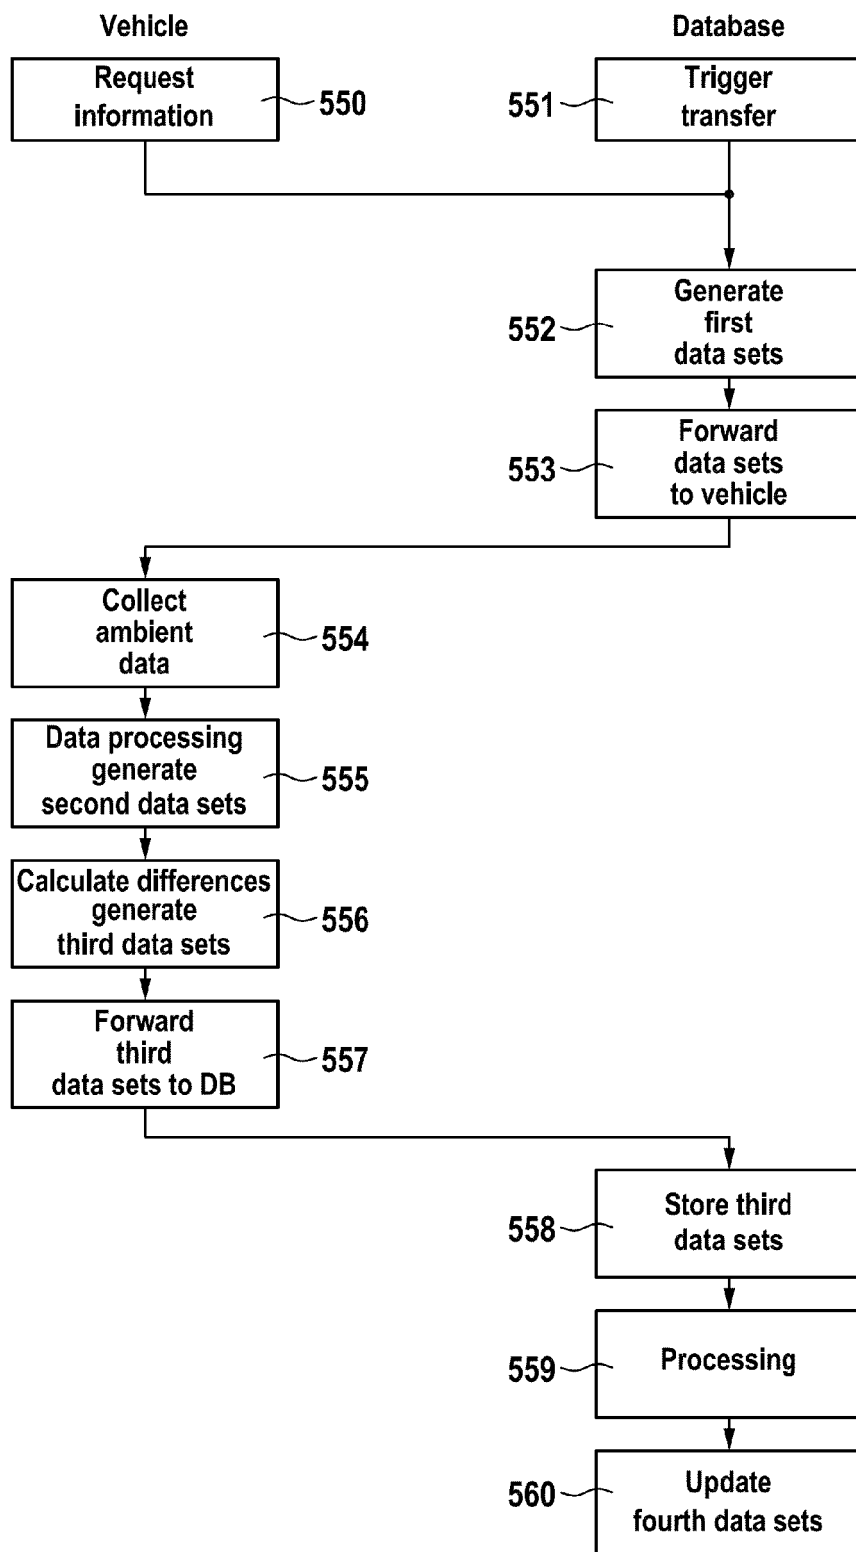 Vehicle
Database
Request
information
550
551
Trigger
transfer
552
Generate
first
data sets
553
Forward
data sets
to vehicle
Collect
ambient
data
554
Data processing
generate
second data sets
555
Calculate differences
generate
third data sets
556
Forward
third
data sets to DB
557
558
Store third
data sets
559
Processing
560
Update
fourth data sets